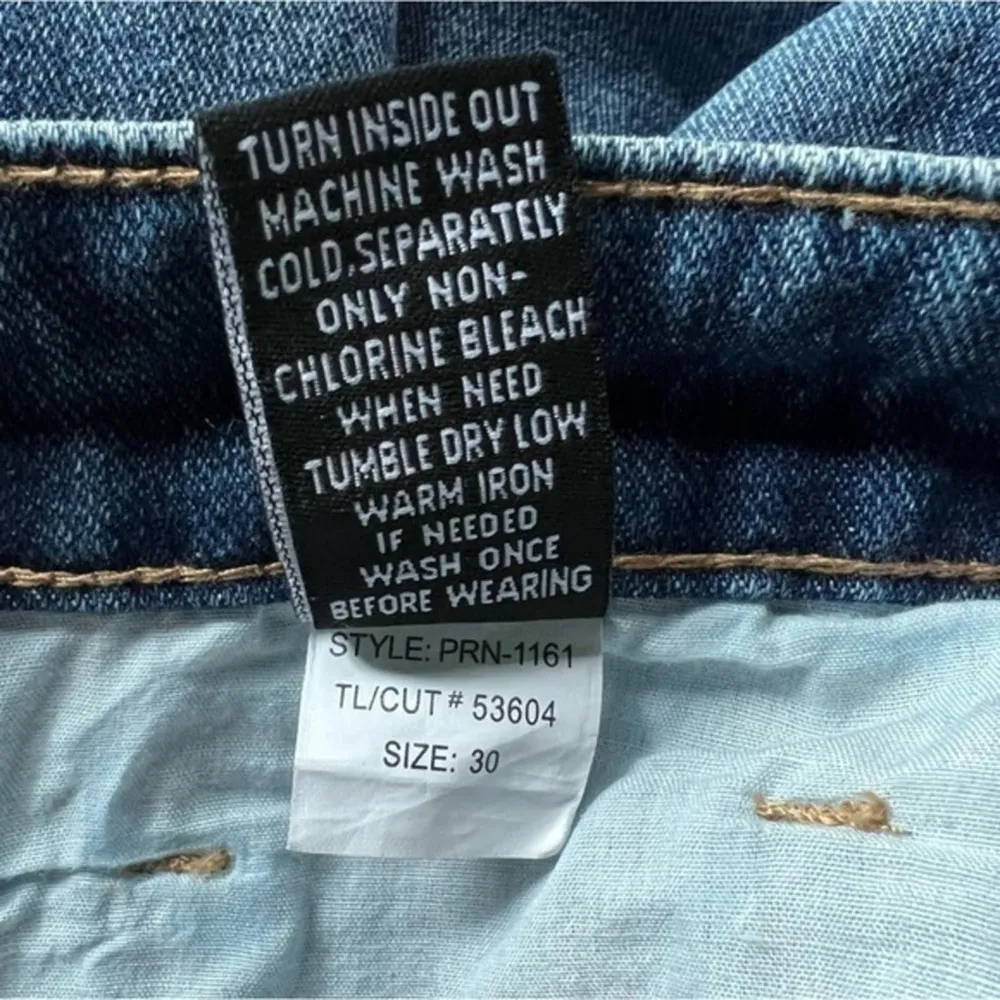 TURN INSIDE OUT
MACHINE WASH
COLD.SEPARATELY
ONLY NON-
CHLORINE BLEACH
WHEN NEED
TUMBLE DRY LOW
WARM IRON
IF NEEDED
WASH ONCE
BEFORE WEARING
STYLE: PRN-1161
TL/CUT # 53604
SIZE: 30